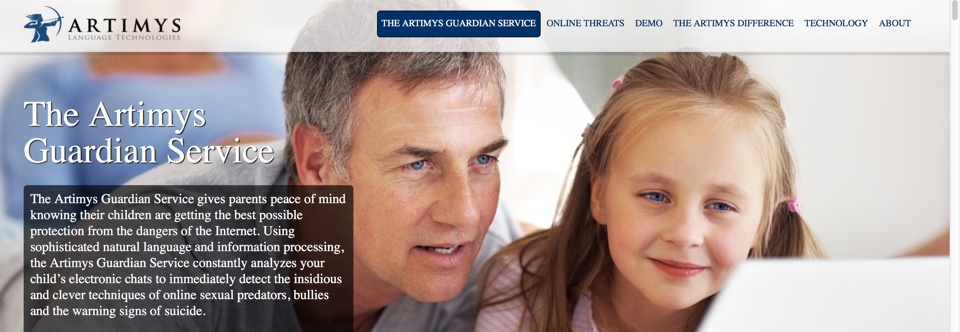 ARTIMYS
LANGUAGE TECHNOLOGIES
THE ARTIMYS GUARDIAN SERVICE ONLINE THREATS DEMO THE ARTIMYS DIFFERENCE TECHNOLOGY ABOUT
The Artimys
Guardian Service
The Artimys Guardian Service gives parents peace of mind
knowing their children are getting the best possible
protection from the dangers of the Internet. Using
sophisticated natural language and information processing,
the Artimys Guardian Service constantly analyzes your
child's electronic chats to immediately detect the insidious
and clever techniques of online sexual predators, bullies
and the warning signs of suicide.